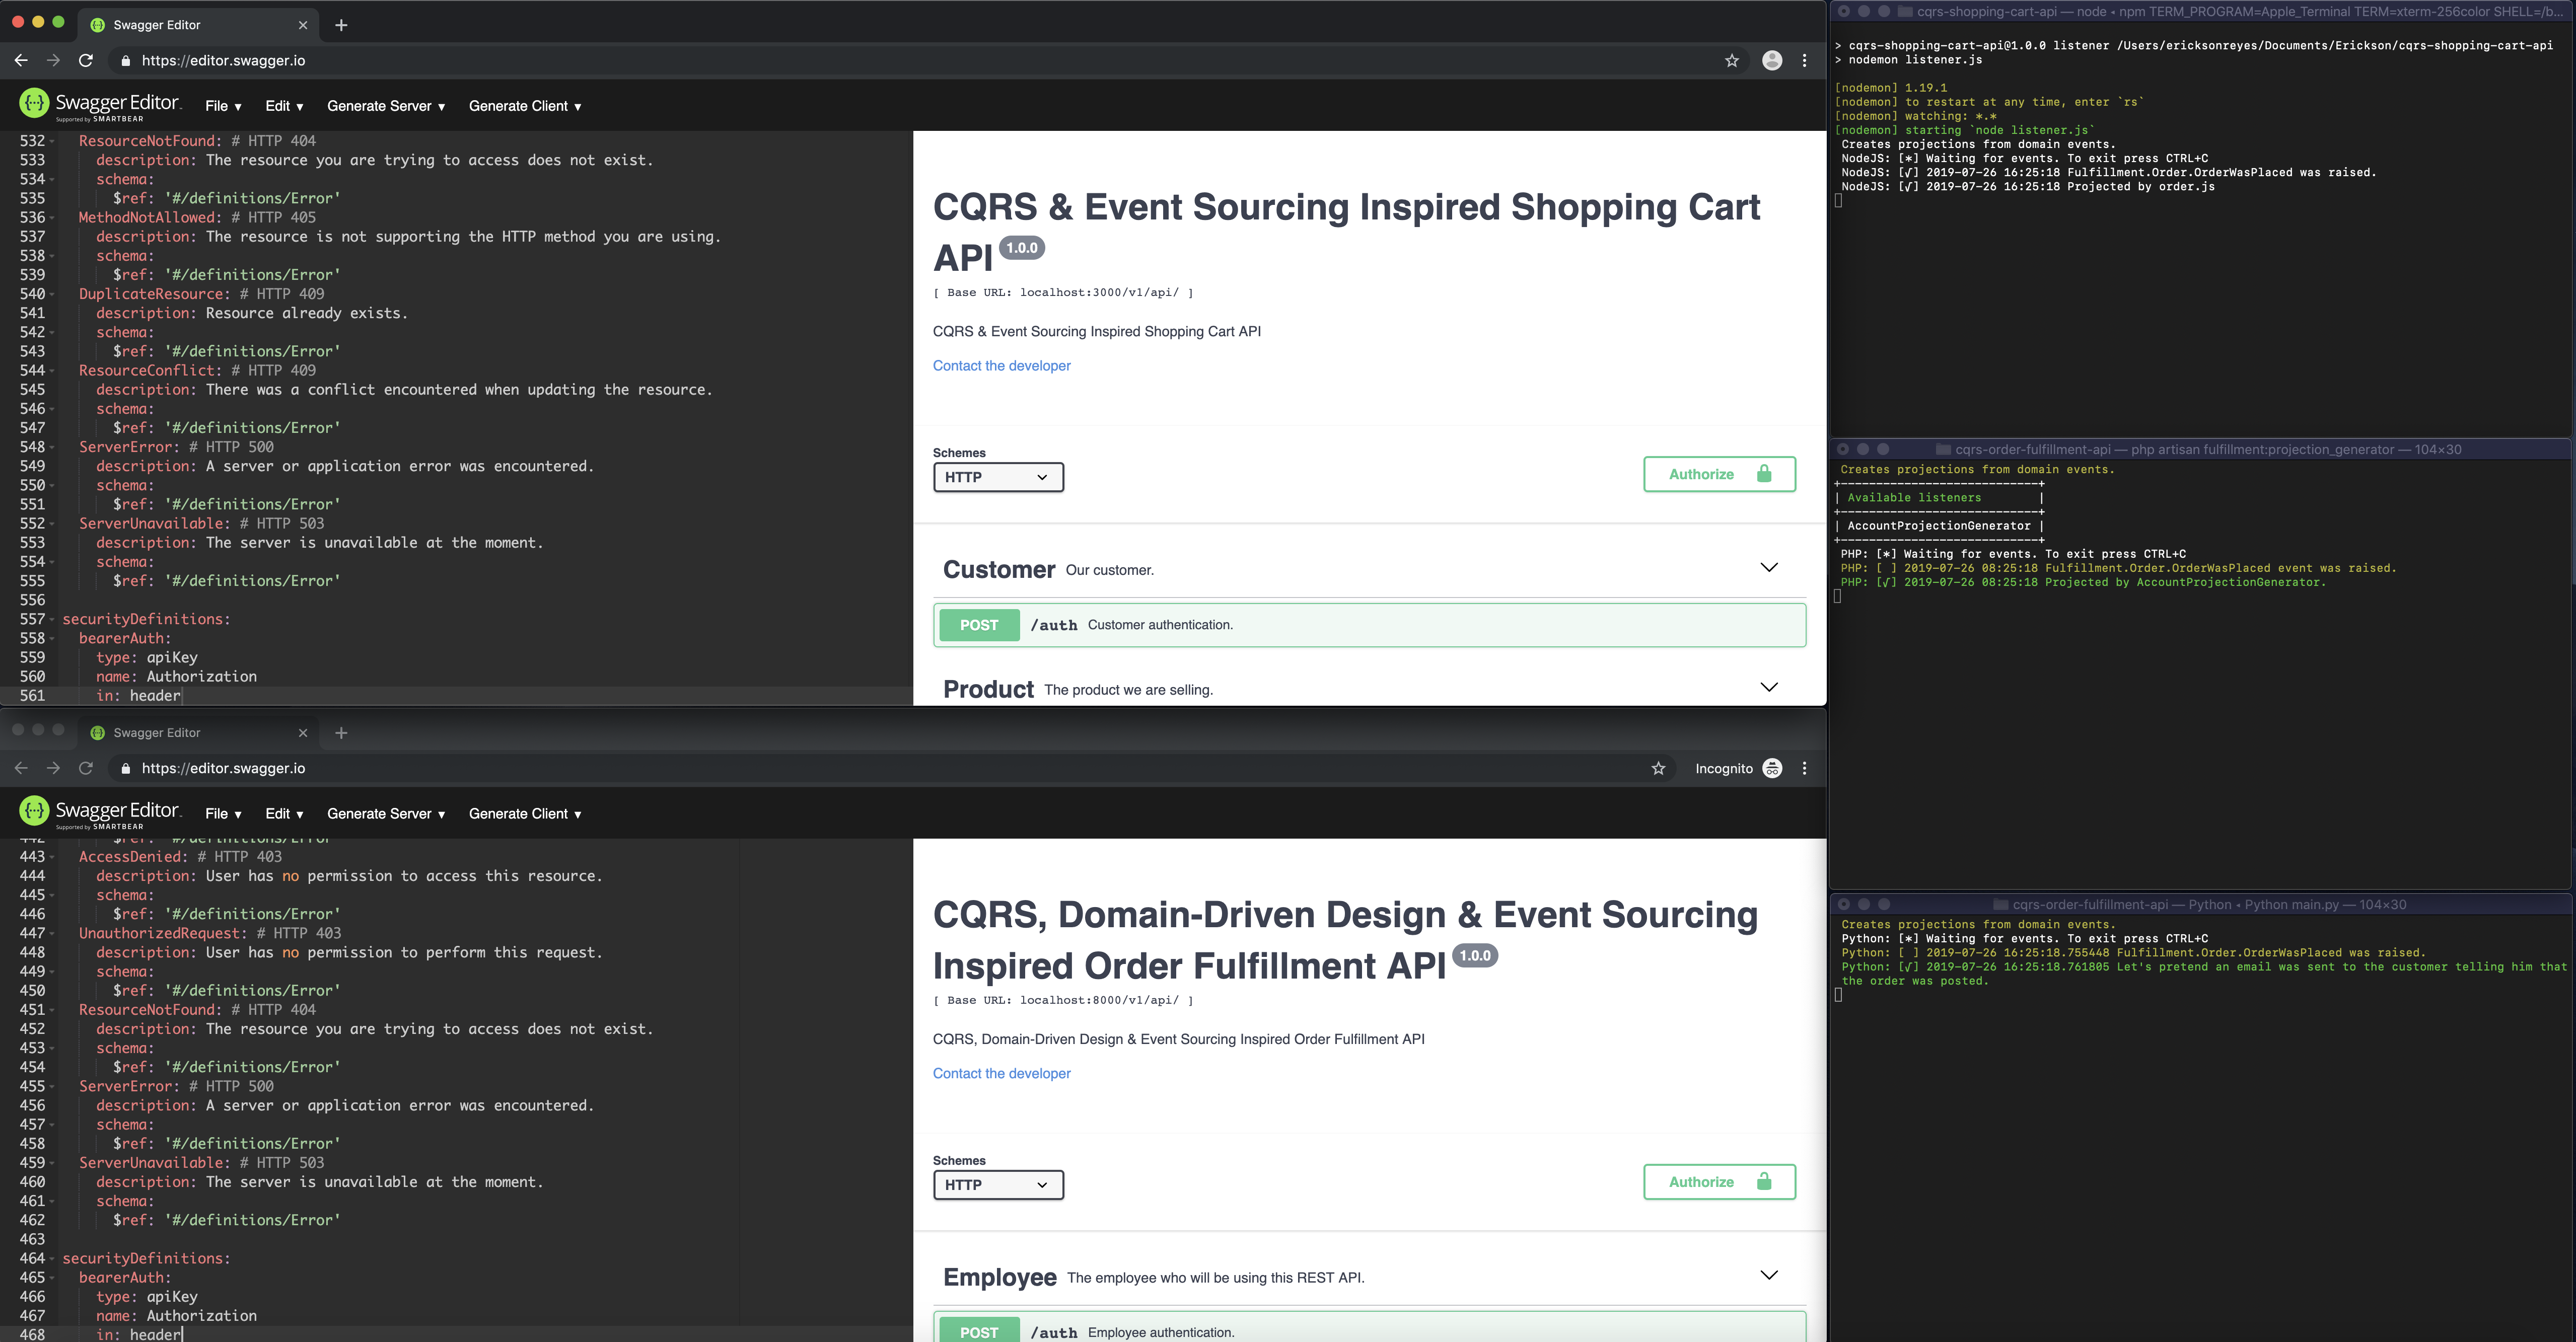 Swagger Editor
https://editor.swagger.io
Swagger Editor
Supported by SMARTBEAR
File Edit Generate Server Generate Client
532 ResourceNotFound: # HTTP 404
533 description: The resource you are trying to access does not exist.
534 schema:
535 $ref: '#/definitions/Error'
536 MethodNotAllowed: # HTTP 405
537 description: The resource is not supporting the HTTP method you are using.
538 schema:
539 $ref: '#/definitions/Error'
540 DuplicateResource: # HTTP 409
541 description: Resource already exists.
542 schema:
543 $ref: '#/definitions/Error'
544 ResourceConflict: # HTTP 409
545 description: There was a conflict encountered when updating the resource.
546 schema:
547 $ref: '#/definitions/Error'
548 ServerError: # HTTP 500
549 description: A server or application error was encountered.
550 schema:
551 $ref: '#/definitions/Error'
552 ServerUnavailable: # HTTP 503
553 description: The server is unavailable at the moment.
554 schema:
555 $ref: '#/definitions/Error'
556
557 securityDefinitions:
558 bearerAuth:
559 type: apiKey
560 name: Authorization
561 in: header
CQRS & Event Sourcing Inspired Shopping Cart
API 1.0.0
[ Base URL: localhost:3000/v1/api/ ]
CQRS & Event Sourcing Inspired Shopping Cart API
Contact the developer
Schemes
HTTP
Authorize
Customer Our customer.
POST /auth Customer authentication.
Product The product we are selling.
Swagger Editor
https://editor.swagger.io
Incognito
Swagger Editor
Supported by SMARTBEAR
File Edit Generate Server Generate Client
442 $ref: '#/definitions/Error'
443 AccessDenied: # HTTP 403
444 description: User has no permission to access this resource.
445 schema:
446 $ref: '#/definitions/Error'
447 UnauthorizedRequest: # HTTP 403
448 description: User has no permission to perform this request.
449 schema:
450 $ref: '#/definitions/Error'
451 ResourceNotFound: # HTTP 404
452 description: The resource you are trying to access does not exist.
453 schema:
454 $ref: '#/definitions/Error'
455 ServerError: # HTTP 500
456 description: A server or application error was encountered.
457 schema:
458 $ref: '#/definitions/Error'
459 ServerUnavailable: # HTTP 503
460 description: The server is unavailable at the moment.
461 schema:
462 $ref: '#/definitions/Error'
463
464 securityDefinitions:
465 bearerAuth:
466 type: apiKey
467 name: Authorization
468 in: header
CQRS, Domain-Driven Design & Event Sourcing
Inspired Order Fulfillment API 1.0.0
[ Base URL: localhost:8000/v1/api/ ]
CQRS, Domain-Driven Design & Event Sourcing Inspired Order Fulfillment API
Contact the developer
Schemes
HTTP
Authorize
Employee The employee who will be using this REST API.
POST /auth Employee authentication.
cqrs-shopping-cart-api — node ◂ npm TERM_PROGRAM=Apple_Terminal TERM=xterm-256color SHELL=/b...
> cqrs-shopping-cart-api@1.0.0 listener /Users/ericksonreyes/Documents/Erickson/cqrs-shopping-cart-api
> nodemon listener.js
[nodemon] 1.19.1
[nodemon] to restart at any time, enter `rs`
[nodemon] watching: *.*
[nodemon] starting `node listener.js`
Creates projections from domain events.
NodeJS: [*] Waiting for events. To exit press CTRL+C
NodeJS: [√] 2019-07-26 16:25:18 Fulfillment.Order.OrderWasPlaced was raised.
NodeJS: [√] 2019-07-26 16:25:18 Projected by order.js
cqrs-order-fulfillment-api — php artisan fulfillment:projection_generator — 104×30
Creates projections from domain events.
+---------------------------+
| Available listeners |
+---------------------------+
| AccountProjectionGenerator |
+---------------------------+
PHP: [*] Waiting for events. To exit press CTRL+C
PHP: [ ] 2019-07-26 08:25:18 Fulfillment.Order.OrderWasPlaced event was raised.
PHP: [√] 2019-07-26 08:25:18 Projected by AccountProjectionGenerator.
cqrs-order-fulfillment-api — Python • Python main.py — 104×30
Creates projections from domain events.
Python: [*] Waiting for events. To exit press CTRL+C
Python: [ ] 2019-07-26 16:25:18.755448 Fulfillment.Order.OrderWasPlaced was raised.
Python: [√] 2019-07-26 16:25:18.761805 Let's pretend an email was sent to the customer telling him that
the order was posted.